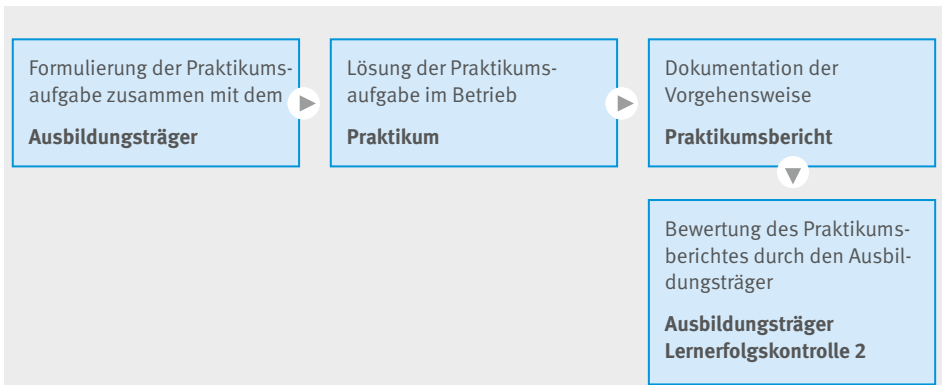 Formulierung der Praktikums-
aufgabe zusammen mit dem
Ausbildungsträger
Lösung der Praktikums-
aufgabe im Betrieb
Praktikum
Dokumentation der
Vorgehensweise
Praktikumsbericht
Bewertung des Praktikums-
berichtes durch den Ausbil-
dungsträger
Ausbildungsträger
Lernerfolgskontrolle 2